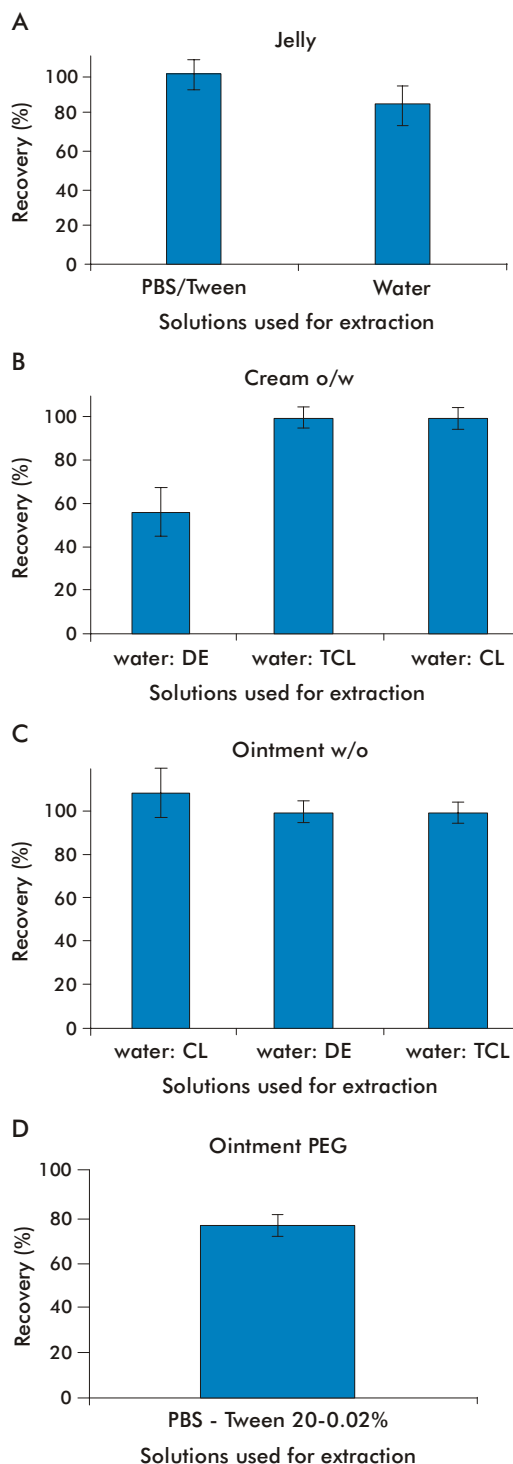 A
Jelly
Recovery (%)
100
80
60
40
20
0
PBS/Tween
Water
Solutions used for extraction
B
Cream o/w
Recovery (%)
100
80
60
40
20
0
water: DE
water: TCL
water: CL
Solutions used for extraction
C
Ointment w/o
Recovery (%)
100
80
60
40
20
0
water: CL
water: DE
water: TCL
Solutions used for extraction
D
Ointment PEG
Recovery (%)
100
80
60
40
20
0
PBS - Tween 20-0.02%
Solutions used for extraction